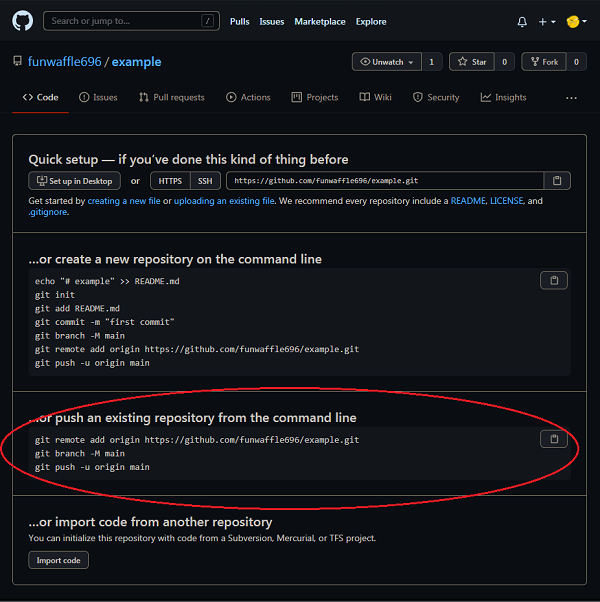 Search or jump to...
/
Pulls Issues Marketplace Explore
funwaffle696 / example
Unwatch 1
Star 0
Fork 0
Code Issues Pull requests Actions Projects Wiki Security Insights ...
Quick setup — if you've done this kind of thing before
Set up in Desktop or HTTPS SSH https://github.com/funwaffle696/example.git
Get started by creating a new file or uploading an existing file. We recommend every repository include a README, LICENSE, and
.gitignore.
...or create a new repository on the command line
echo "# example" >> README.md
git init
git add README.md
git commit -m "first commit"
git branch -M main
git remote add origin https://github.com/funwaffle696/example.git
git push -u origin main
...or push an existing repository from the command line
git remote add origin https://github.com/funwaffle696/example.git
git branch -M main
git push -u origin main
...or import code from another repository
You can initialize this repository with code from a Subversion, Mercurial, or TFS project.
Import code